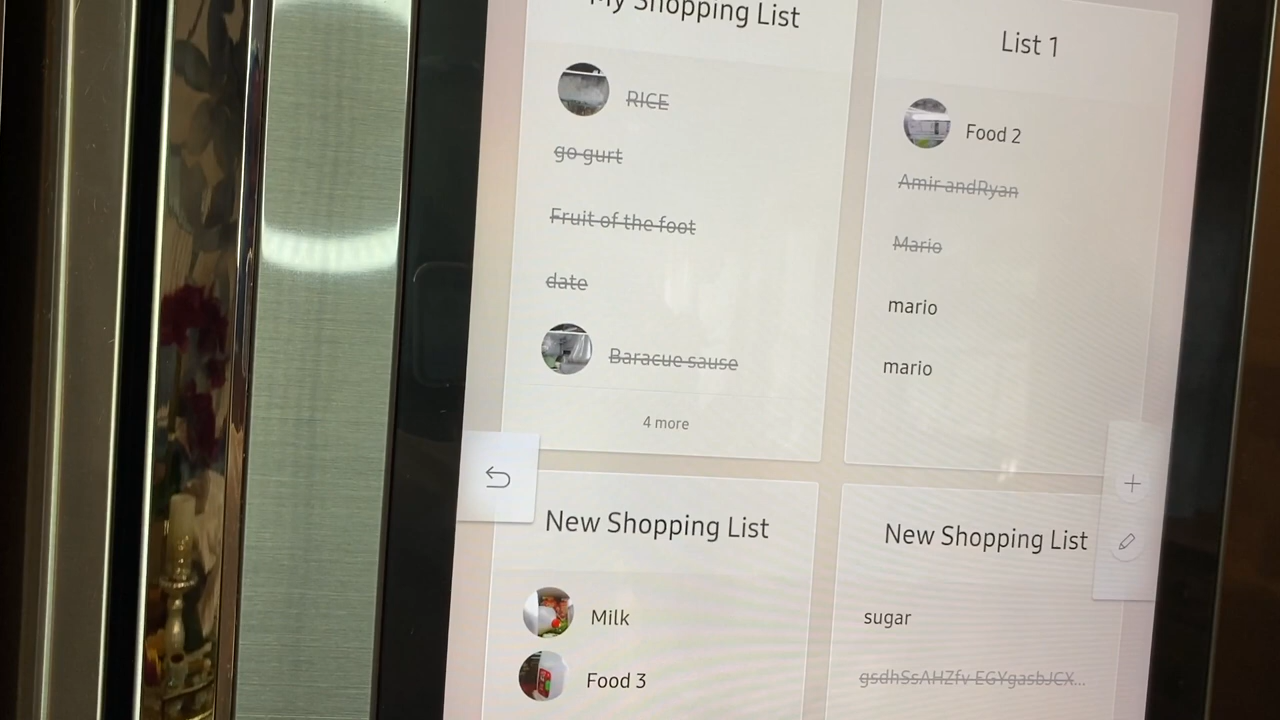 My Shopping List
RICE
go gurt
Fruit of the foot
date
Baracue sause
4 more
List 1
Food 2
Amir andRyan
Mario
mario
mario
New Shopping List
Milk
Food 3
New Shopping List
sugar
gsdhSsAHZfv EGYgasbJCX...